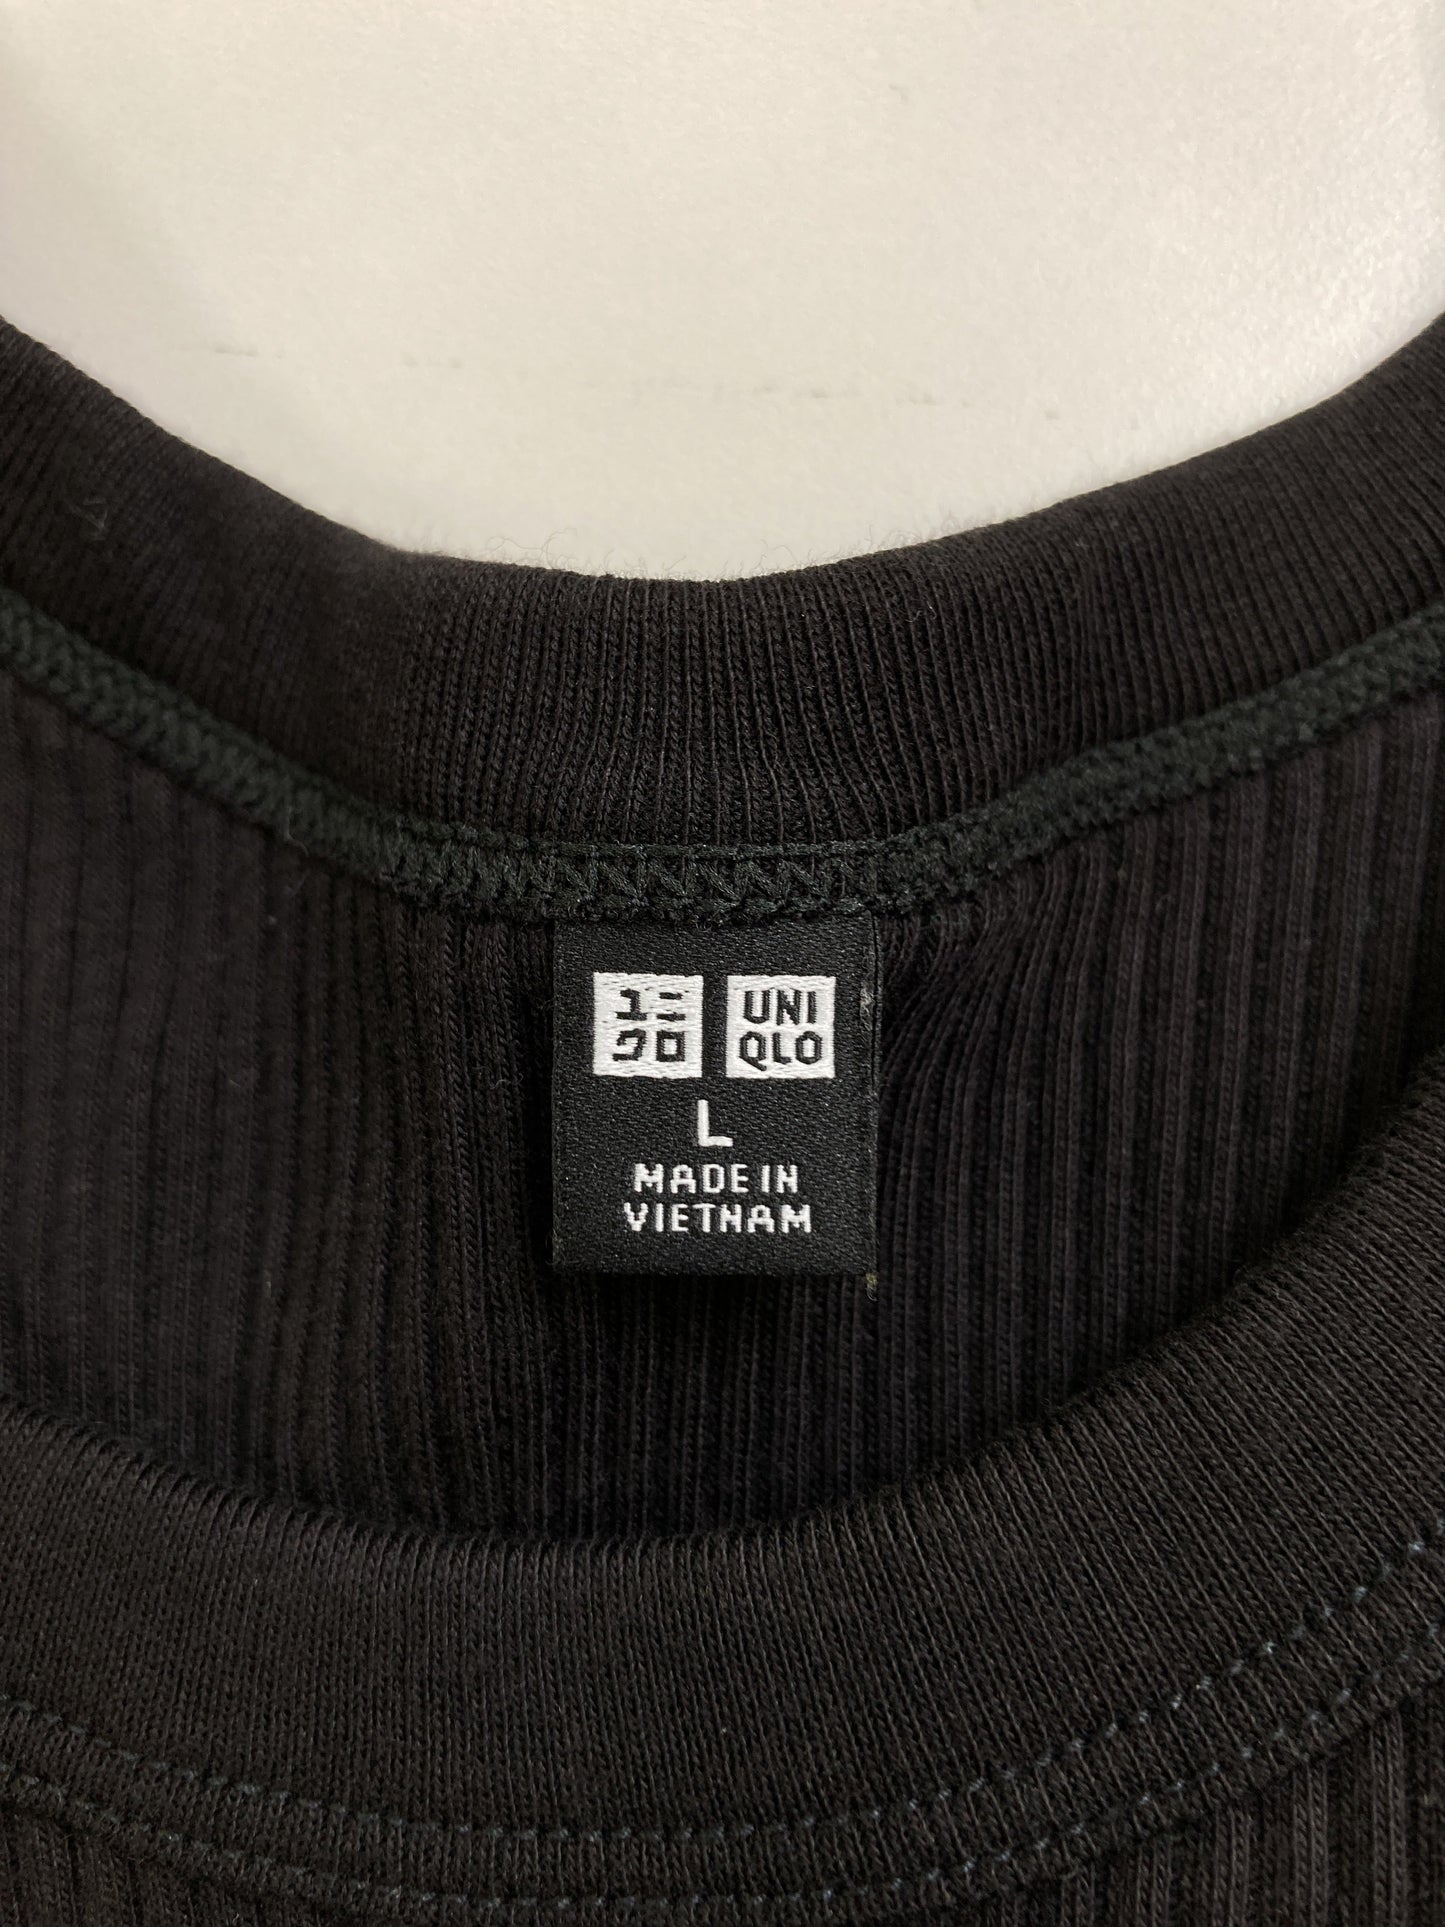 ユニ UNI
クロ QLO
L
MADE IN
VIETNAM